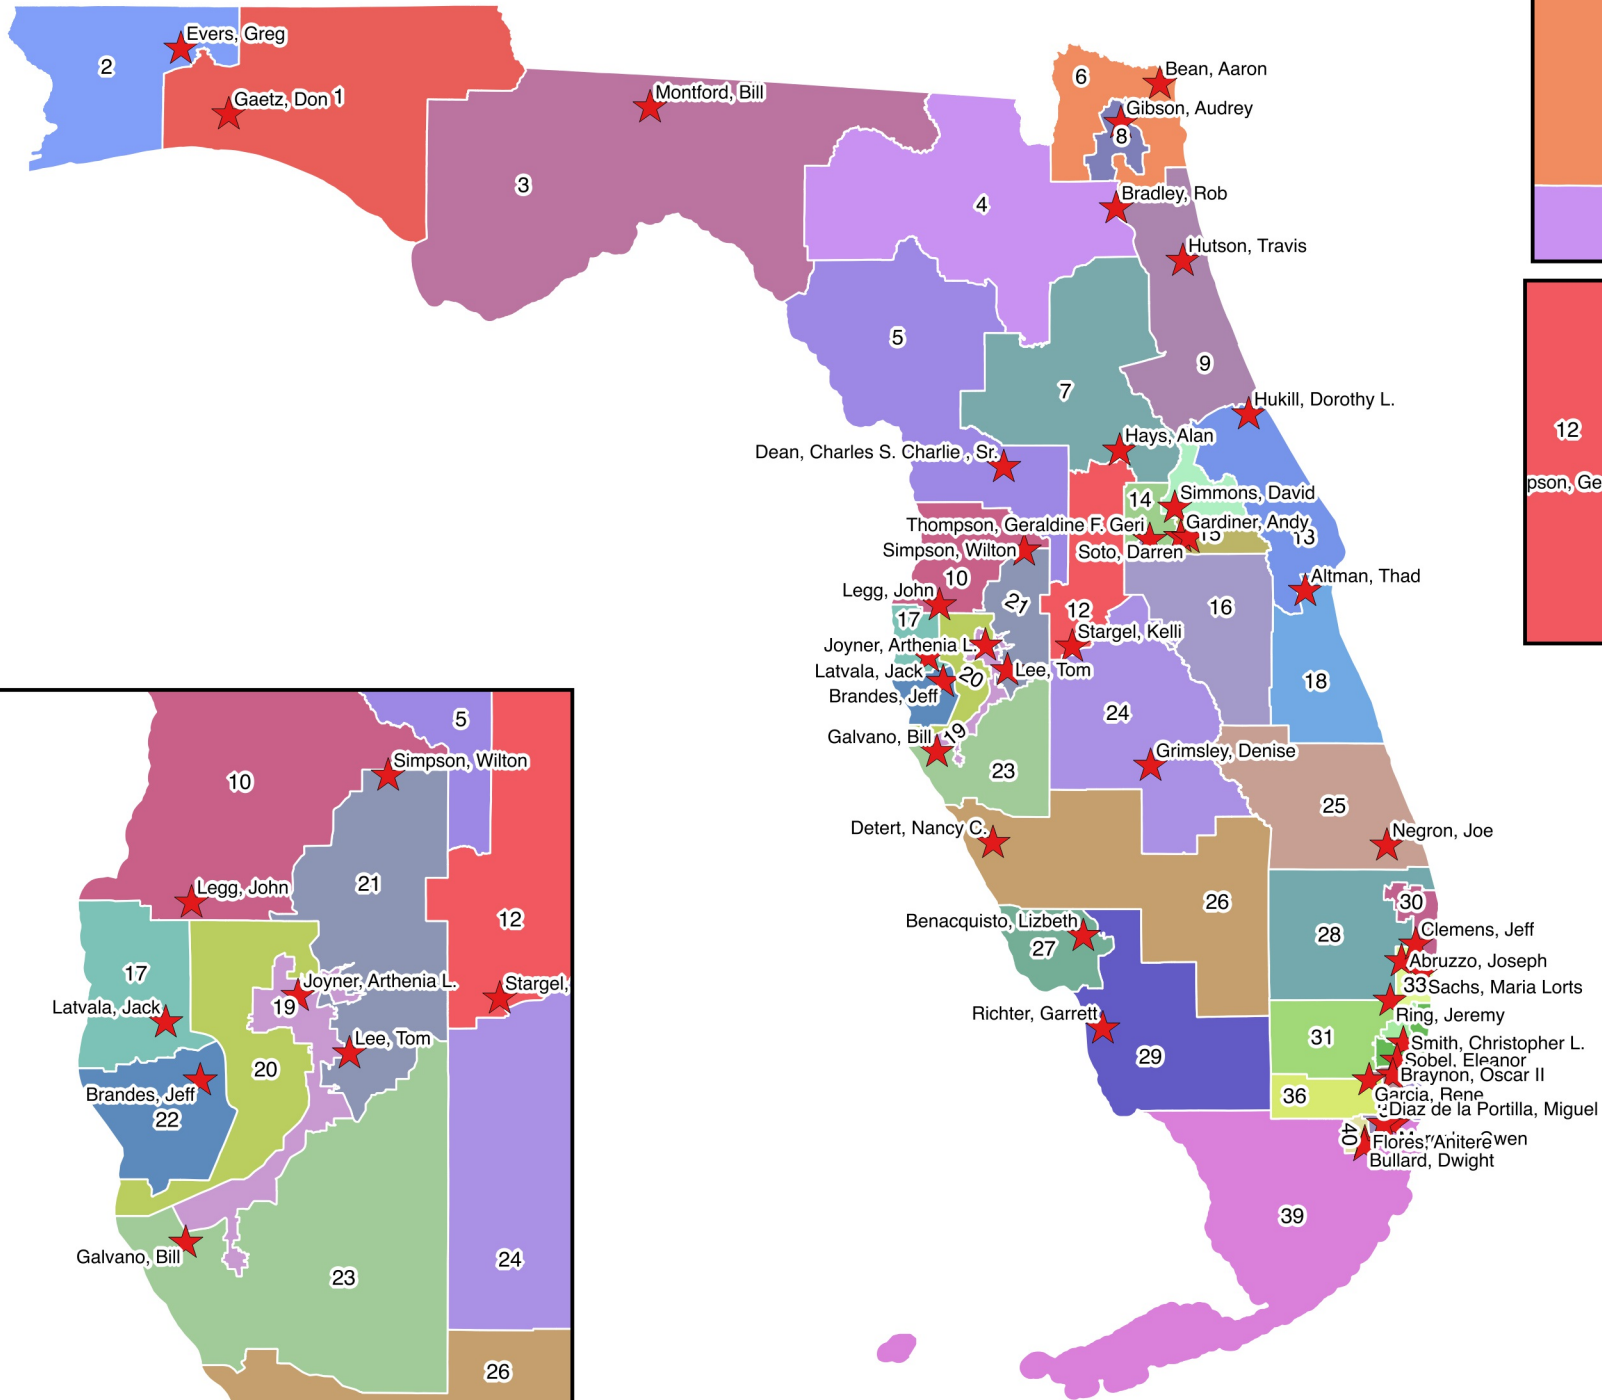 Evers, Greg
2
Gaetz, Don
1
Montford, Bill
3
6
Bean, Aaron
Gibson, Audrey
8
Bradley, Rob
4
Hutson, Travis
5
9
7
Hukill, Dorothy L.
Hays, Alan
Dean, Charles S. Charlie , Sr.
14
Simmons, David
Thompson, Geraldine F. Geri
Gardiner, Andy
15
13
Simpson, Wilton
Soto, Darren
10
Altman, Thad
Legg, John
21
12
16
17
Stargel, Kelli
Joyner, Arthenia L.
Latvala, Jack
20
Lee, Tom
18
Brandes, Jeff
24
Galvano, Bill
19
Grimsley, Denise
23
25
Detert, Nancy C.
Negron, Joe
26
30
Benacquisto, Lizbeth
27
28
Clemens, Jeff
Abruzzo, Joseph
33
Sachs, Maria Lorts
Richter, Garrett
Ring, Jeremy
31
Smith, Christopher L.
29
Sobel, Eleanor
Braynon, Oscar II
36
Garcia, Rene
Diaz de la Portilla, Miguel
40
Flores, Anitere
Bullard, Dwight
39
12
pson, Ge
5
10
Simpson, Wilton
21
Legg, John
12
17
Joyner, Arthenia L.
Stargel,
19
Latvala, Jack
Lee, Tom
20
Brandes, Jeff
22
Galvano, Bill
24
23
26